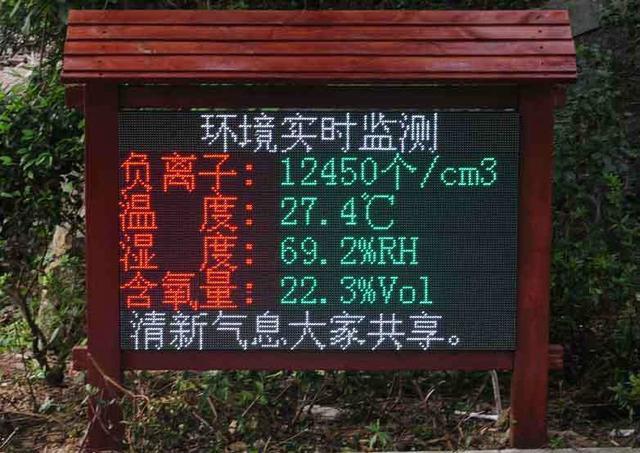 环境实时监测
负离子：12450个/cm3
温度：27.4℃
湿度：69.2%RH
含氧量：22.3%Vol
清新气息大家共享。